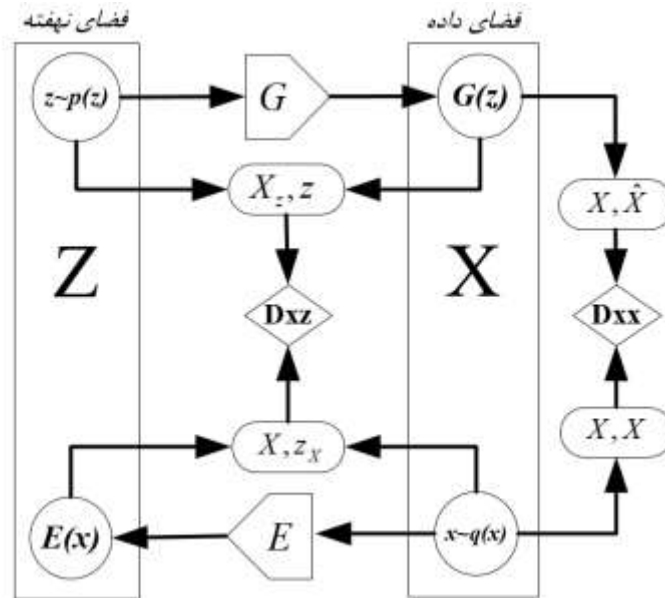 فضای نهفته
فضای داده
z~p(z)
G
G(z)
X_z, z
X, X̂
Z
X
Dxz
Dxx
X, z_X
X, X
E(x)
E
x~q(x)